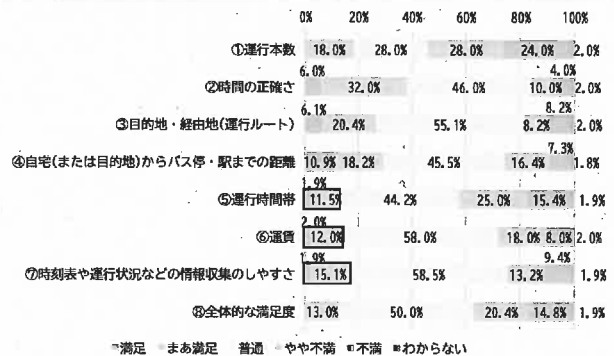 0% 20% 40% 60% 80% 100%
①運行本数 18.0% 28.0% 28.0% 24.0% 2.0%
6.0% 4.0%
②時間の正確さ 32.0% 46.0% 10.0% 2.0%
6.1% 8.2%
③目的地・経由地(運行ルート) 20.4% 55.1% 8.2% 2.0%
7.3%
④自宅(または目的地)からバス停・駅までの距離 10.9% 18.2% 45.5% 16.4% 1.8%
1.9%
⑤運行時間帯 11.5% 44.2% 25.0% 15.4% 1.9%
2.0%
⑥運賃 12.0% 58.0% 18.0% 8.0% 2.0%
1.9% 9.4%
⑦時刻表や運行状況などの情報収集のしやすさ 15.1% 58.5% 13.2% 1.9%
⑧全体的な満足度 13.0% 50.0% 20.4% 14.8% 1.9%
満足 まあ満足 普通 やや不満 不満 わからない